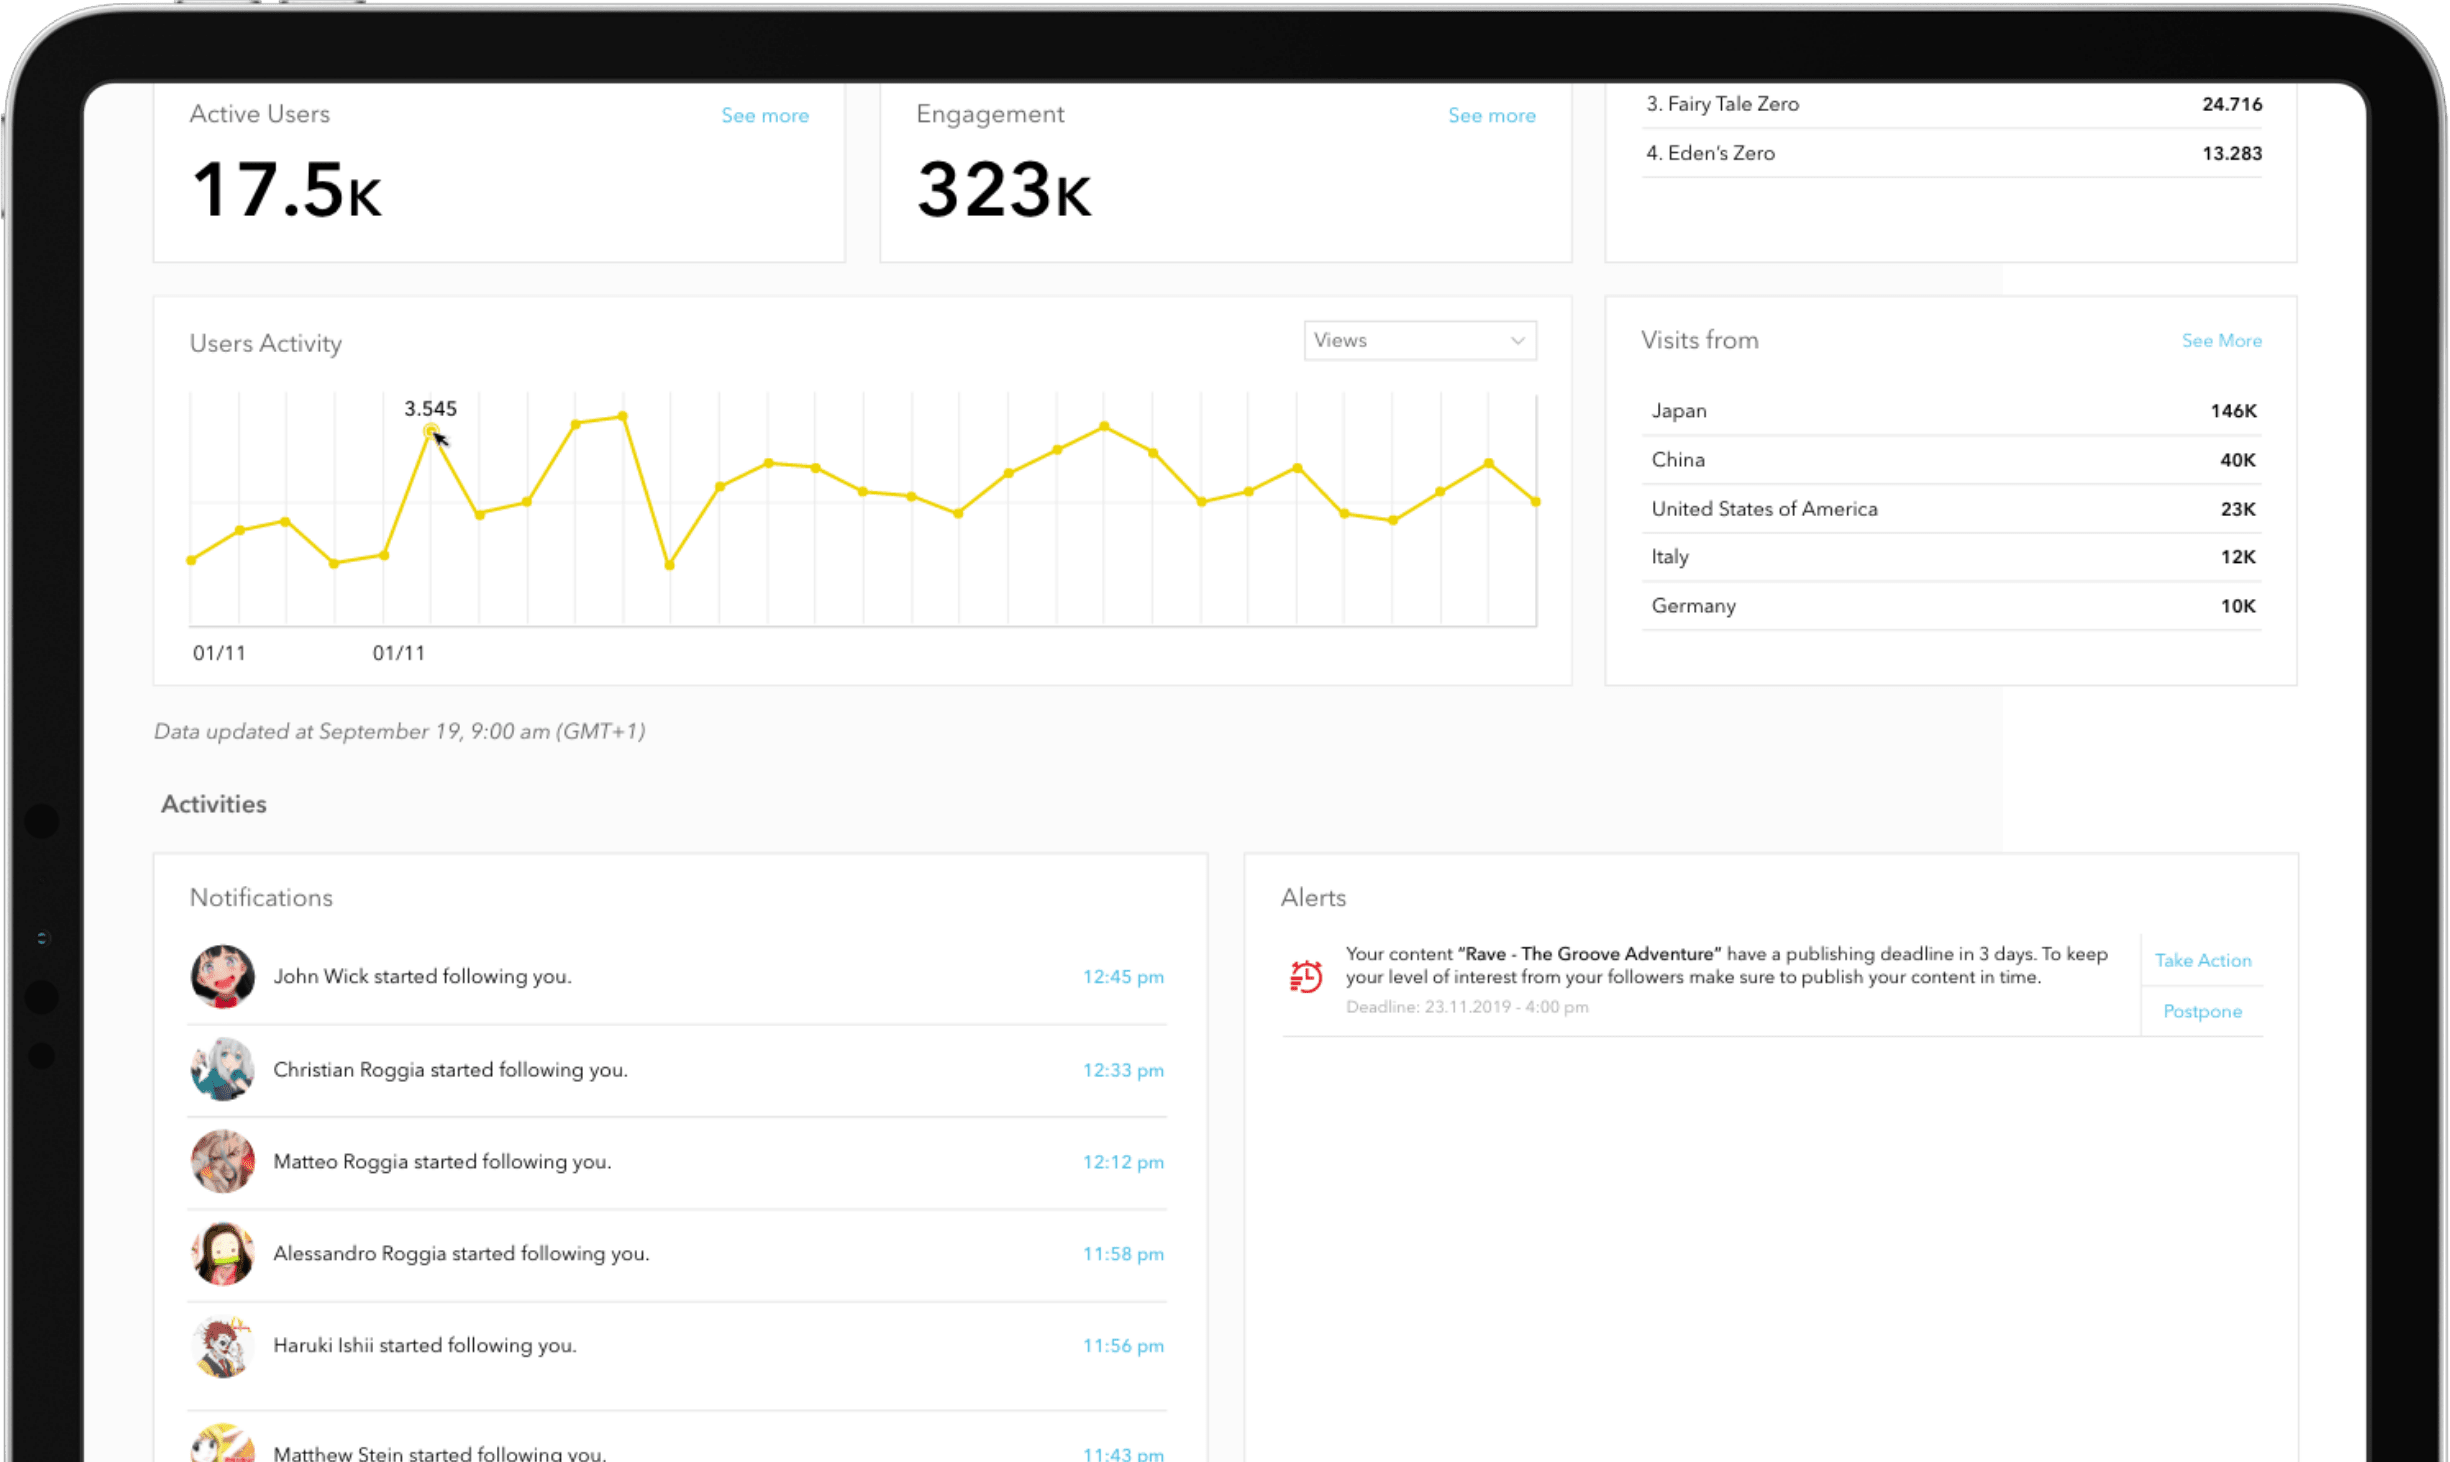 Active Users
See more
17.5K
Engagement
See more
323K
3. Fairy Tale Zero
24.716
4. Eden's Zero
13.283
Users Activity
Views
3.545
01/11
01/11
Visits from
See More
Japan
146K
China
40K
United States of America
23K
Italy
12K
Germany
10K
Data updated at September 19, 9:00 am (GMT+1)
Activities
Notifications
John Wick started following you.
12:45 pm
Christian Roggia started following you.
12:33 pm
Matteo Roggia started following you.
12:12 pm
Alessandro Roggia started following you.
11:58 pm
Haruki Ishii started following you.
11:56 pm
Matthew Stein started following you.
11:43 pm
Alerts
Your content “Rave - The Groove Adventure” have a publishing deadline in 3 days. To keep
your level of interest from your followers make sure to publish your content in time.
Deadline: 23.11.2019 - 4:00 pm
Take Action
Postpone